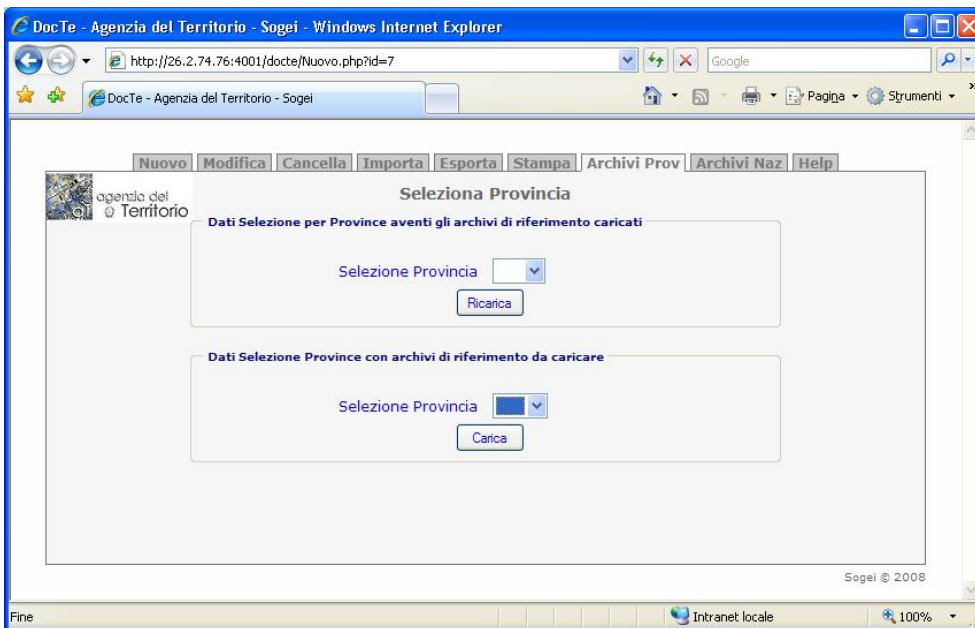 DocTe - Agenzia del Territorio - Sogei - Windows Internet Explorer
http://26.2.74.76:4001/docte/Nuovo.php?id=7
Google
DocTe - Agenzia del Territorio - Sogei
Pagina
Strumenti
Nuovo Modifica Cancella Importa Esporta Stampa Archivi Prov Archivi Naz Help
agenzia del
Territorio
Seleziona Provincia
Dati Selezione per Province aventi gli archivi di riferimento caricati
Selezione Provincia
Ricarica
Dati Selezione Province con archivi di riferimento da caricare
Selezione Provincia
Carica
Sogei © 2008
Fine
Intranet locale
100%